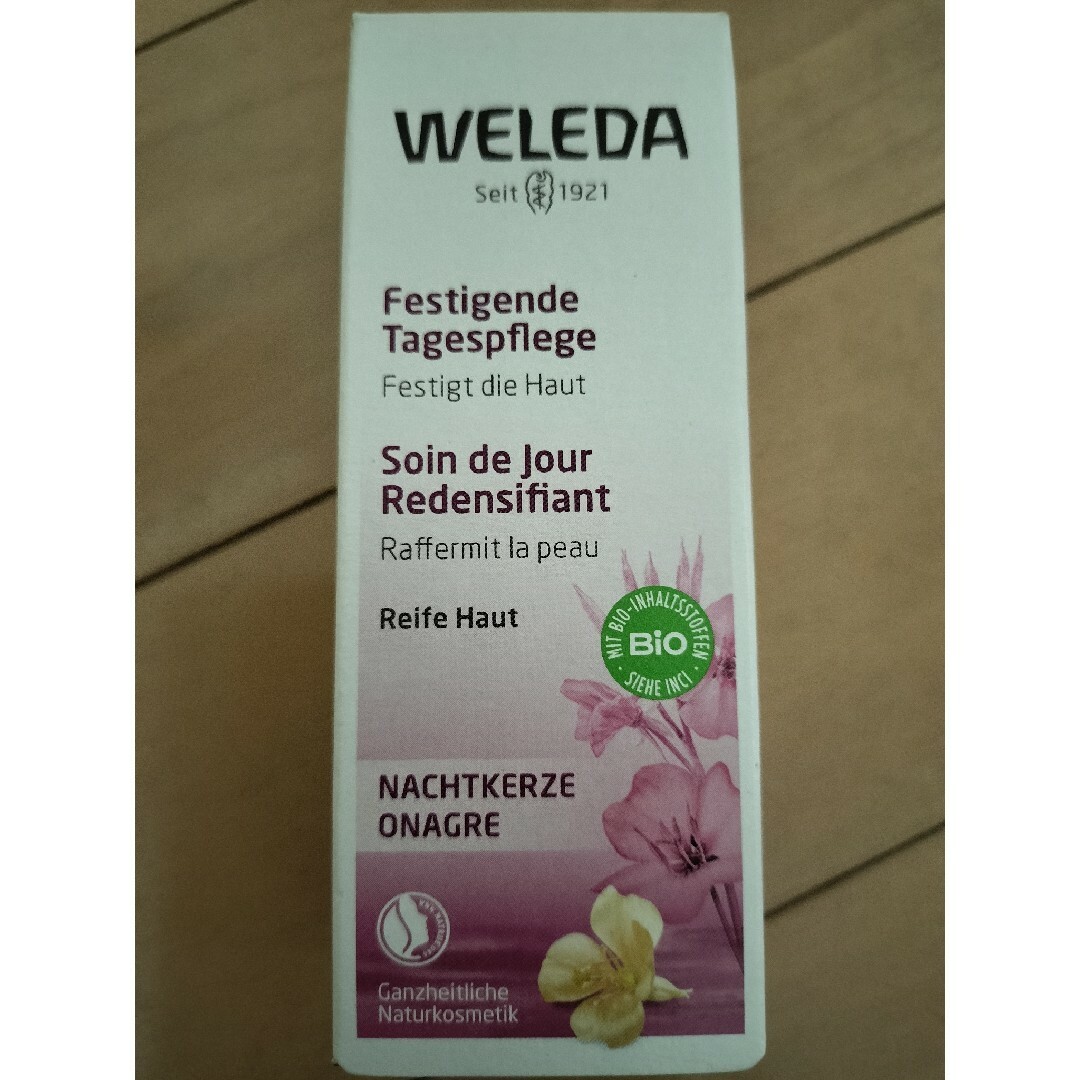 WELEDA
Seit 1921
Festigende
Tagespflege
Festigt die Haut
Soin de Jour
Redensifiant
Raffermit la peau
Reife Haut
MIT BIO-INHALTSSTOFFEN
BiO
· SIEHE INCI ·
NACHTKERZE
ONAGRE
Ganzheitliche
Naturkosmetik